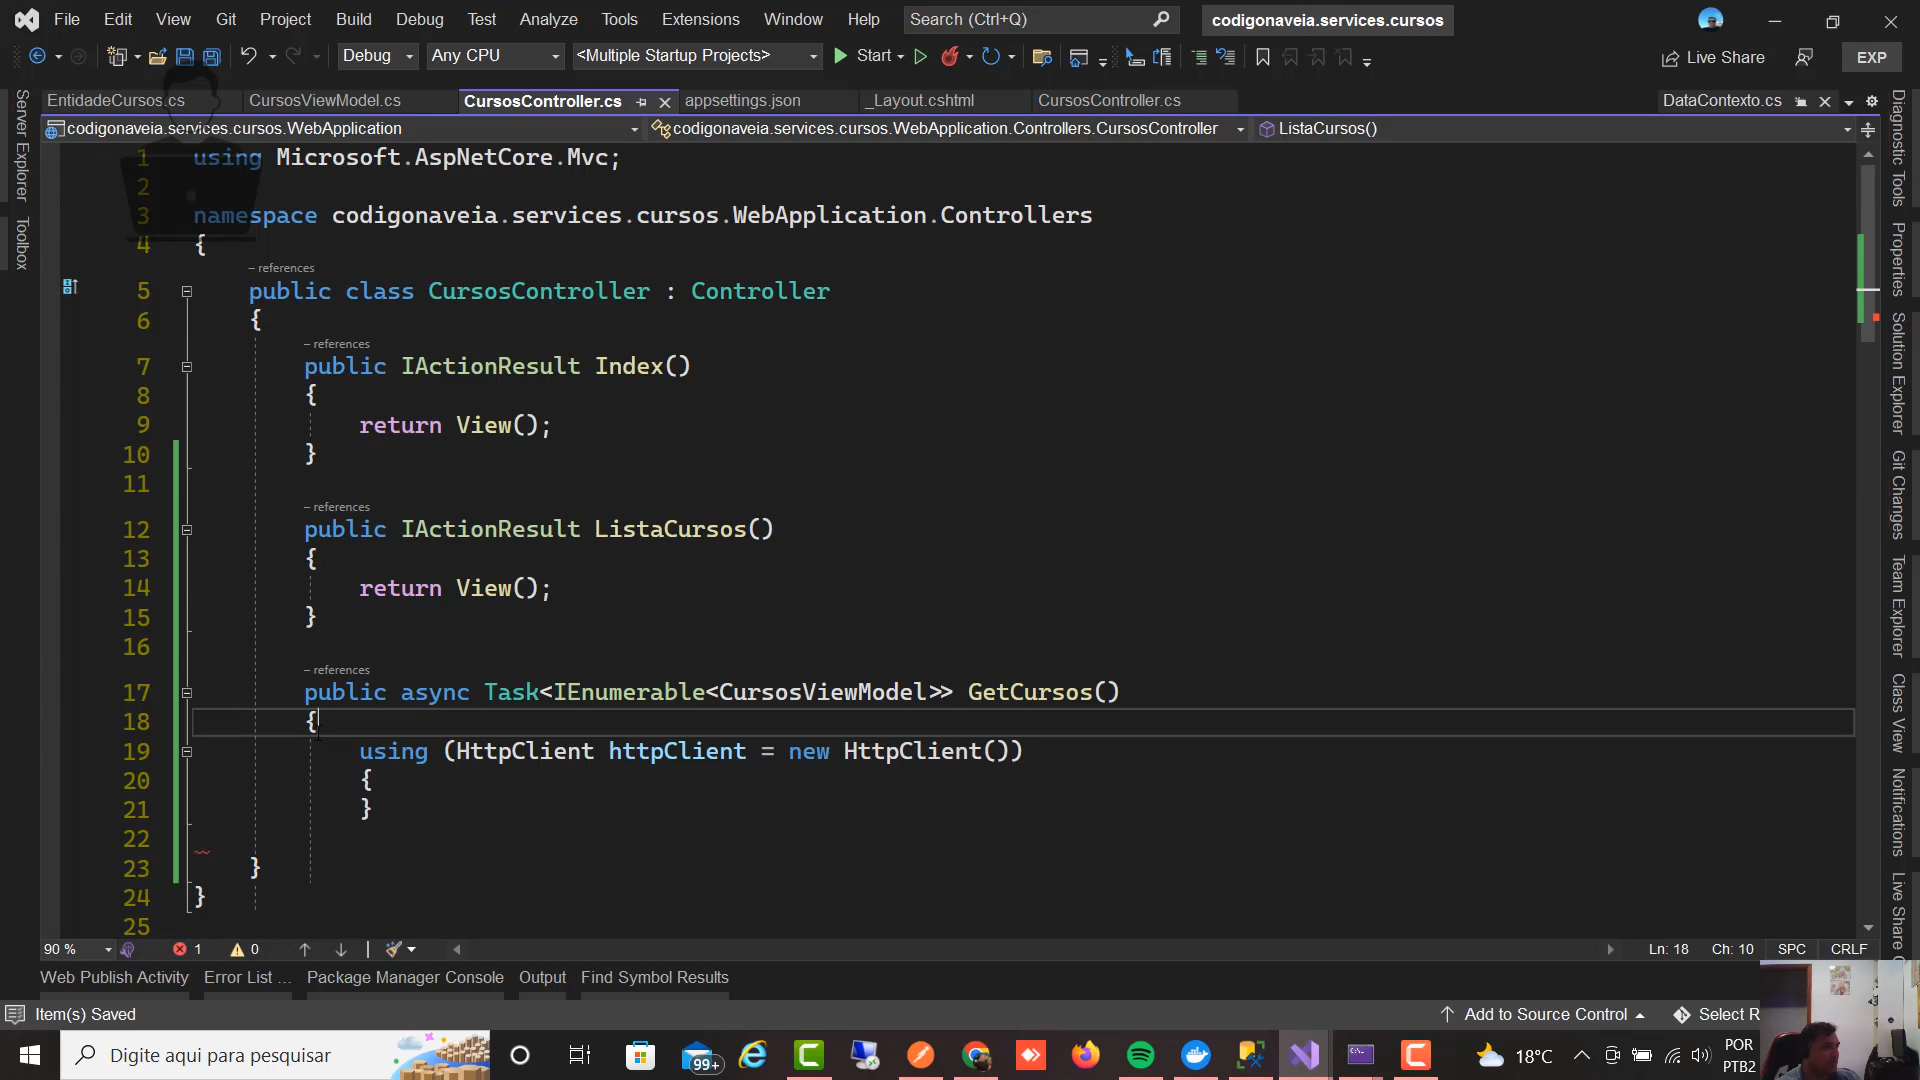 File Edit View Git Project Build Debug Test Analyze Tools Extensions Window Help Search (Ctrl+Q) codigonaveia.services.cursos
Debug Any CPU <Multiple Startup Projects> Start Live Share EXP
EntidadeCursos.cs CursosViewModel.cs CursosController.cs appsettings.json _Layout.cshtml CursosController.cs DataContexto.cs
codigonaveia.services.cursos.WebApplication codigonaveia.services.cursos.WebApplication.Controllers.CursosController ListaCursos()
Server Explorer
Toolbox
1 using Microsoft.AspNetCore.Mvc;
2
3 namespace codigonaveia.services.cursos.WebApplication.Controllers
4 {
– references
5 public class CursosController : Controller
6 {
– references
7 public IActionResult Index()
8 {
9 return View();
10 }
11
– references
12 public IActionResult ListaCursos()
13 {
14 return View();
15 }
16
– references
17 public async Task<IEnumerable<CursosViewModel>> GetCursos()
18 {
19 using (HttpClient httpClient = new HttpClient())
20 {
21 }
22
23 }
24 }
25
Diagnostic Tools
Properties
Solution Explorer
Git Changes
Team Explorer
Class View
Notifications
Live Share
90 % 1 0 Ln: 18 Ch: 10 SPC CRLF
Web Publish Activity Error List ... Package Manager Console Output Find Symbol Results
Item(s) Saved Add to Source Control Select R
Digite aqui para pesquisar 99+ 18°C POR
PTB2